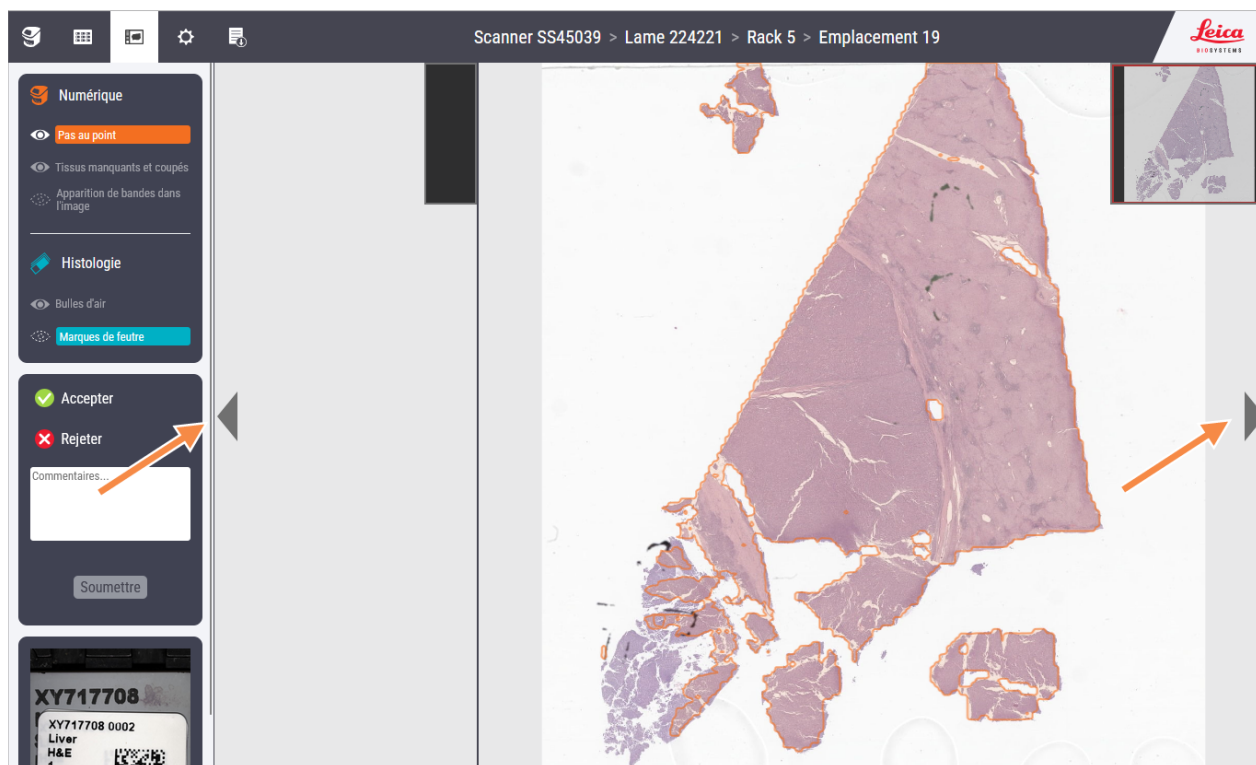 Scanner SS45039 > Lame 224221 > Rack 5 > Emplacement 19
Leica
BIOSYSTEMS
Numérique
Pas au point
Tissus manquants et coupés
Apparition de bandes dans
l'image
Histologie
Bulles d'air
Marques de feutre
Accepter
Rejeter
Commentaires...
Soumettre
XY717708
XY717708 0002
Liver
H&E